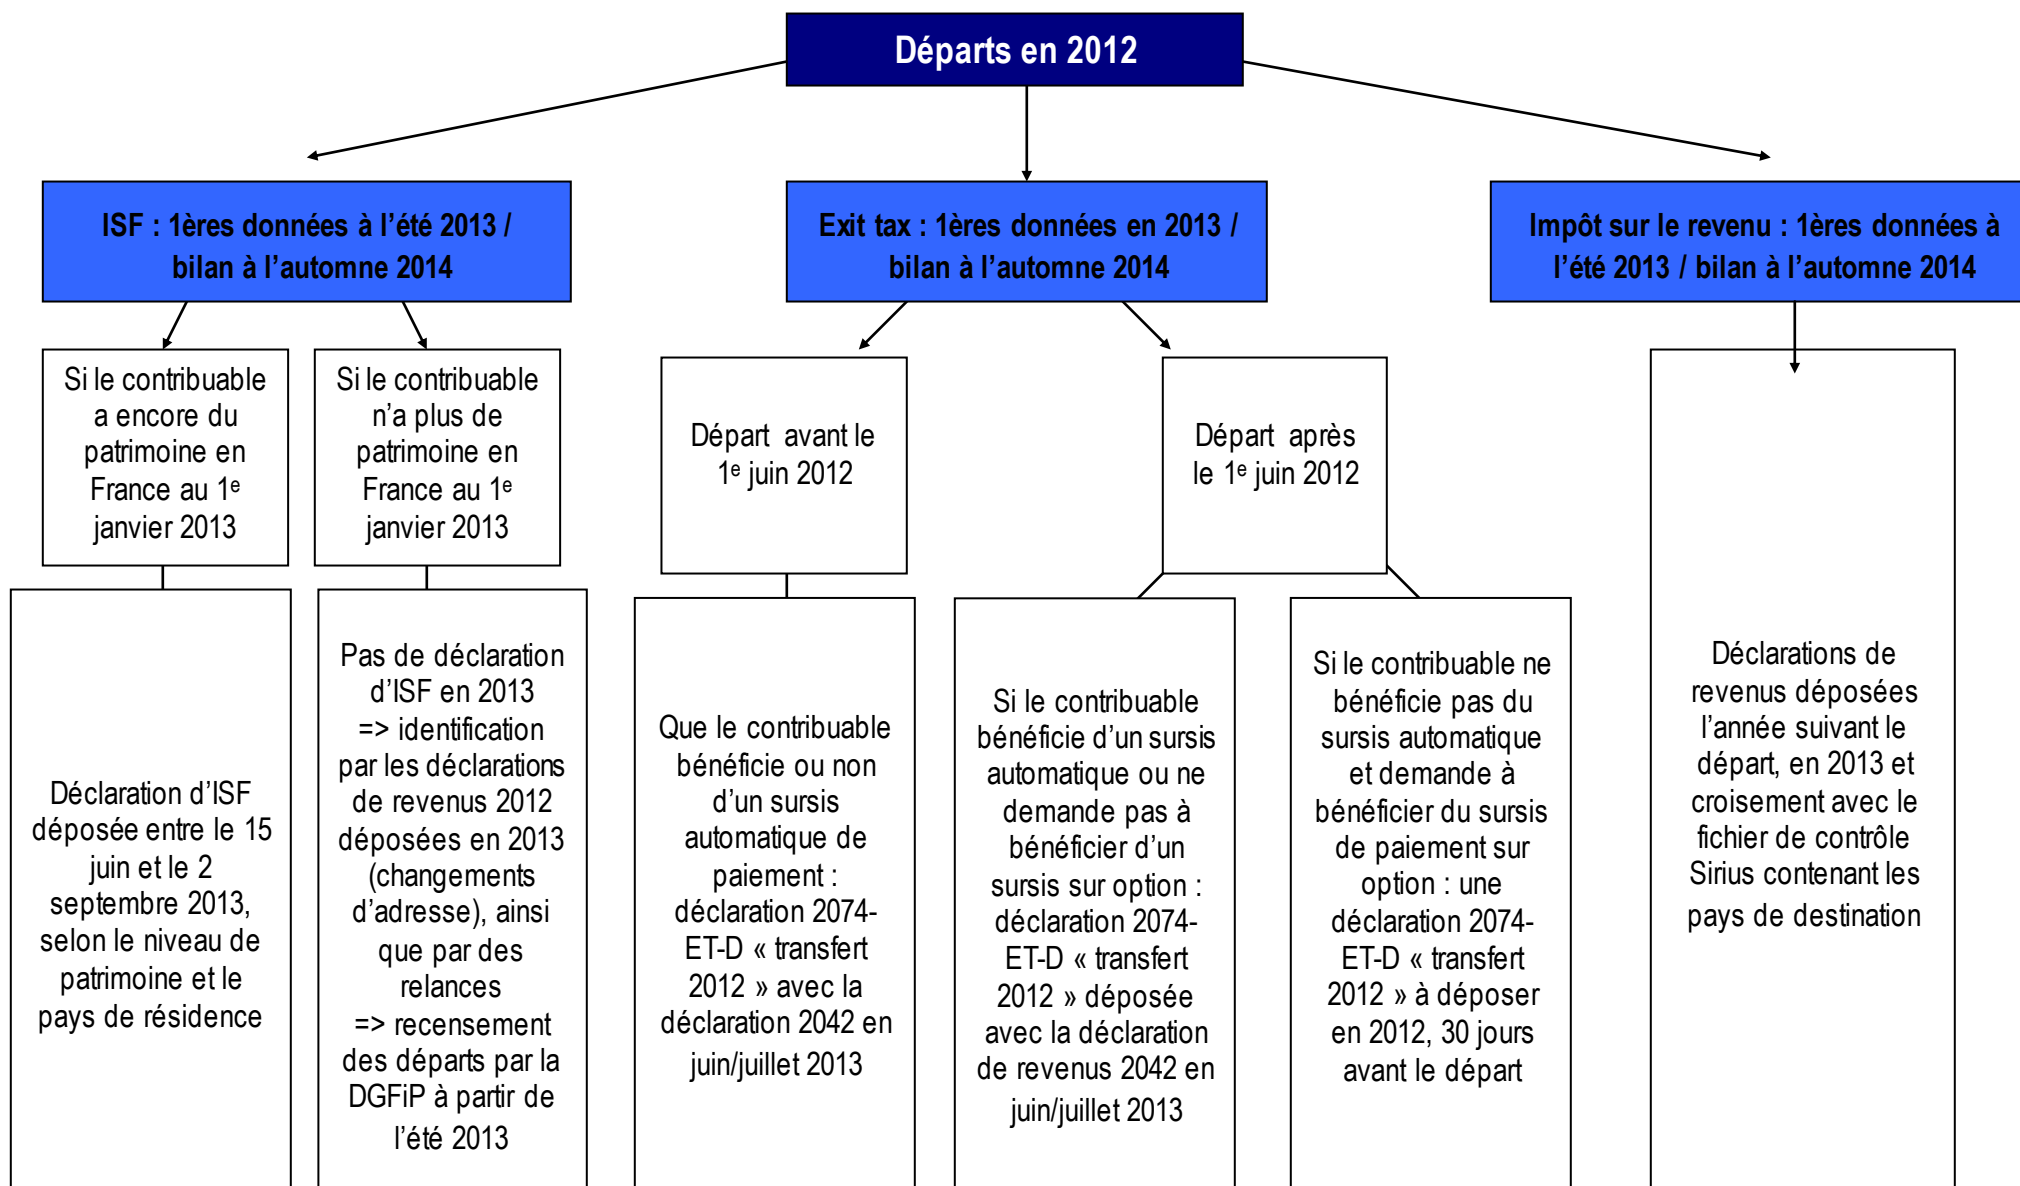 Départs en 2012
ISF : 1ères données à l’été 2013 /
bilan à l’automne 2014
Exit tax : 1ères données en 2013 /
bilan à l’automne 2014
Impôt sur le revenu : 1ères données à
l’été 2013 / bilan à l’automne 2014
Si le contribuable
a encore du
patrimoine en
France au 1e
janvier 2013
Si le contribuable
n’a plus de
patrimoine en
France au 1e
janvier 2013
Départ avant le
1e juin 2012
Départ après
le 1e juin 2012
Déclaration d’ISF
déposée entre le 15
juin et le 2
septembre 2013,
selon le niveau de
patrimoine et le
pays de résidence
Pas de déclaration
d’ISF en 2013
=> identification
par les déclarations
de revenus 2012
déposées en 2013
(changements
d’adresse), ainsi
que par des
relances
=> recensement
des départs par la
DGFiP à partir de
l’été 2013
Que le contribuable
bénéficie ou non
d’un sursis
automatique de
paiement :
déclaration 2074-
ET-D « transfert
2012 » avec la
déclaration 2042 en
juin/juillet 2013
Si le contribuable
bénéficie d’un sursis
automatique ou ne
demande pas à
bénéficier d’un
sursis sur option :
déclaration 2074-
ET-D « transfert
2012 » déposée
avec la déclaration
de revenus 2042 en
juin/juillet 2013
Si le contribuable ne
bénéficie pas du
sursis automatique
et demande à
bénéficier du sursis
de paiement sur
option : une
déclaration 2074-
ET-D « transfert
2012 » à déposer
en 2012, 30 jours
avant le départ
Déclarations de
revenus déposées
l’année suivant le
départ, en 2013 et
croisement avec le
fichier de contrôle
Sirius contenant les
pays de destination